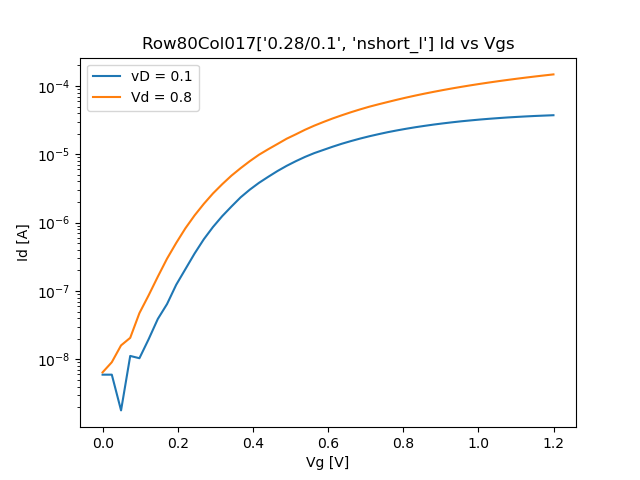 Row80Col017['0.28/0.1', 'nshort_l'] Id vs Vgs
vD = 0.1
Vd = 0.8
Id [A]
10⁻⁴
10⁻⁵
10⁻⁶
10⁻⁷
10⁻⁸
0.0 0.2 0.4 0.6 0.8 1.0 1.2
Vg [V]